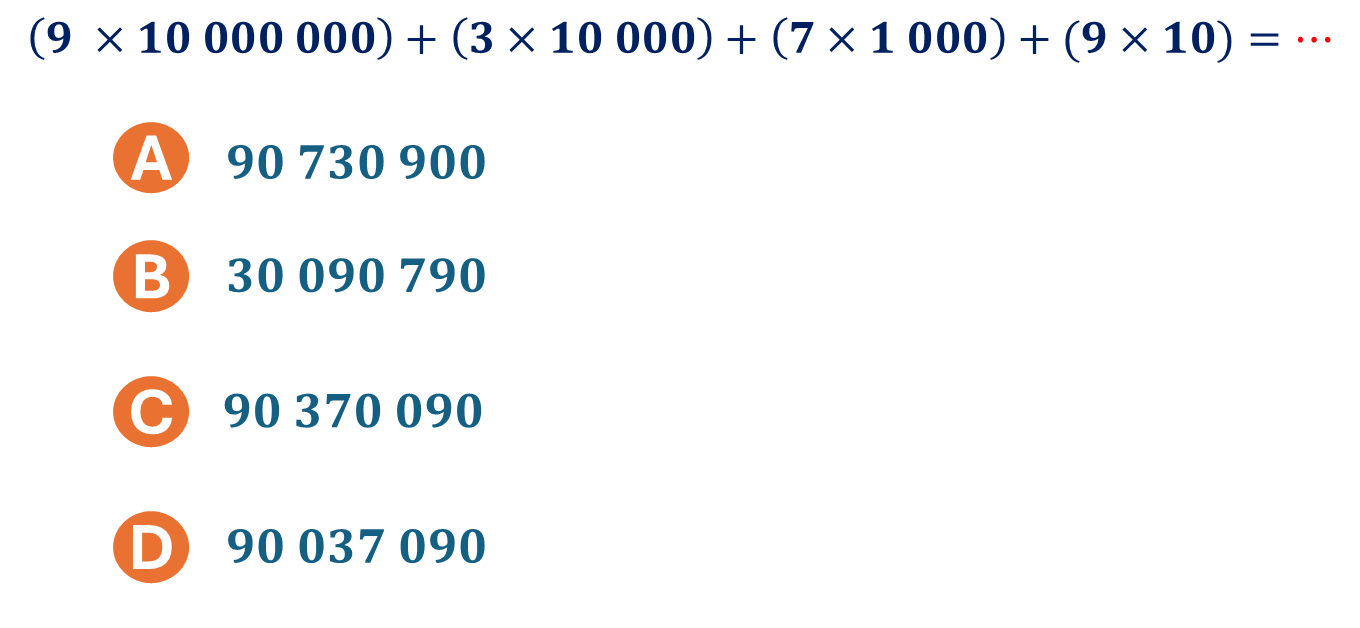 (9 × 10 000 000) + (3 × 10 000) + (7 × 1 000) + (9 × 10) = ⋯
A 90 730 900
B 30 090 790
C 90 370 090
D 90 037 090